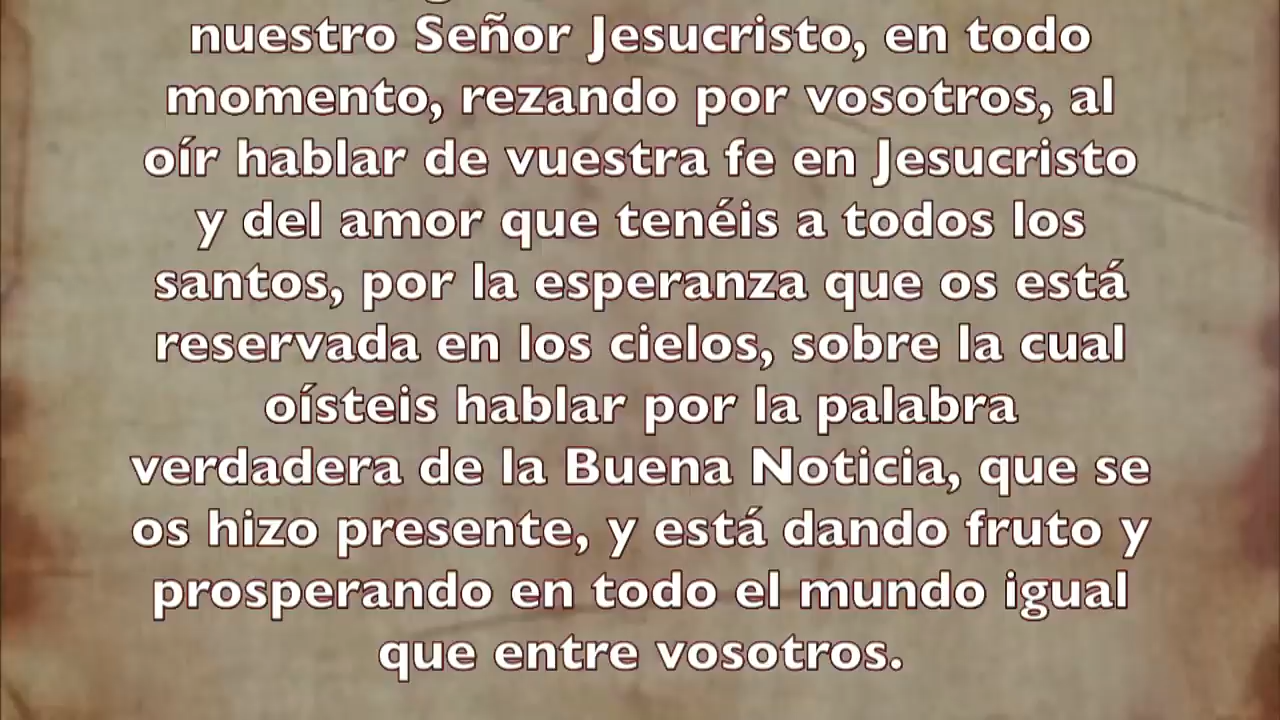 nuestro Señor Jesucristo, en todo
momento, rezando por vosotros, al
oír hablar de vuestra fe en Jesucristo
y del amor que tenéis a todos los
santos, por la esperanza que os está
reservada en los cielos, sobre la cual
oísteis hablar por la palabra
verdadera de la Buena Noticia, que se
os hizo presente, y está dando fruto y
prosperando en todo el mundo igual
que entre vosotros.